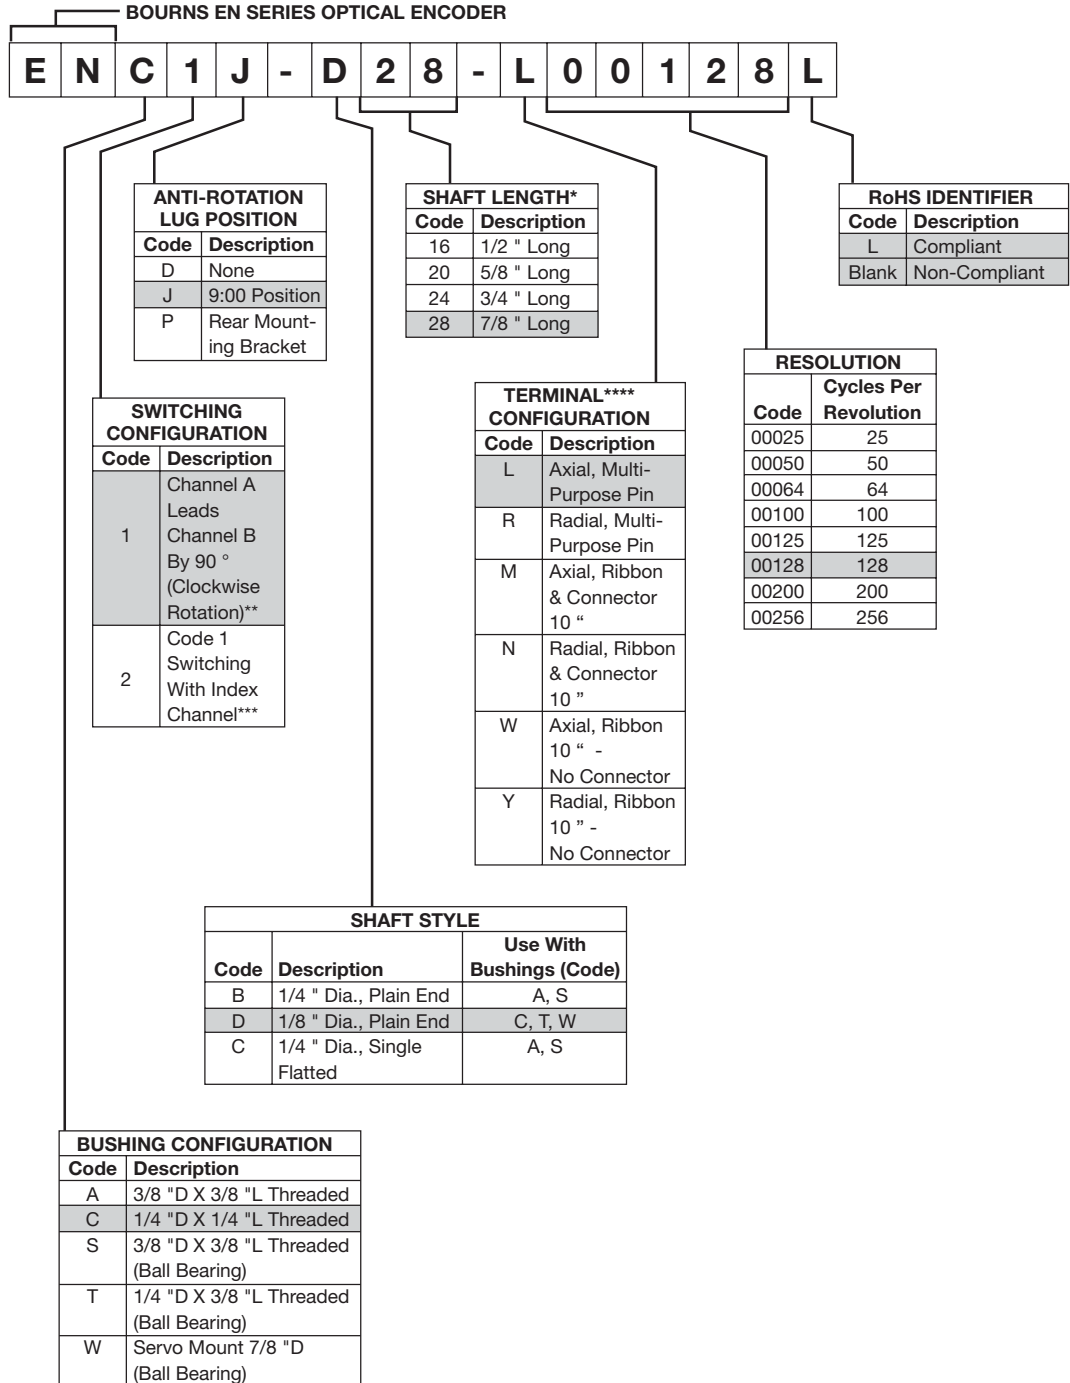 BOURNS EN SERIES OPTICAL ENCODER
E N C 1 J - D 2 8 - L 0 0 1 2 8 L
ANTI-ROTATION
LUG POSITION
Code Description
D None
J 9:00 Position
P Rear Mount-
ing Bracket
SHAFT LENGTH*
Code Description
16 1/2 " Long
20 5/8 " Long
24 3/4 " Long
28 7/8 " Long
RoHS IDENTIFIER
Code Description
L Compliant
Blank Non-Compliant
SWITCHING
CONFIGURATION
Code Description
Channel A
Leads
1 Channel B
By 90 °
(Clockwise
Rotation)**
Code 1
Switching
2 With Index
Channel***
TERMINAL****
CONFIGURATION
Code Description
L Axial, Multi-
Purpose Pin
R Radial, Multi-
Purpose Pin
M Axial, Ribbon
& Connector
10 “
N Radial, Ribbon
& Connector
10 ”
W Axial, Ribbon
10 “ -
No Connector
Y Radial, Ribbon
10 ” -
No Connector
RESOLUTION
Cycles Per
Code Revolution
00025 25
00050 50
00064 64
00100 100
00125 125
00128 128
00200 200
00256 256
SHAFT STYLE
Use With
Code Description Bushings (Code)
B 1/4 " Dia., Plain End A, S
D 1/8 " Dia., Plain End C, T, W
C 1/4 " Dia., Single A, S
Flatted
BUSHING CONFIGURATION
Code Description
A 3/8 "D X 3/8 "L Threaded
C 1/4 "D X 1/4 "L Threaded
S 3/8 "D X 3/8 "L Threaded
(Ball Bearing)
T 1/4 "D X 3/8 "L Threaded
(Ball Bearing)
W Servo Mount 7/8 "D
(Ball Bearing)